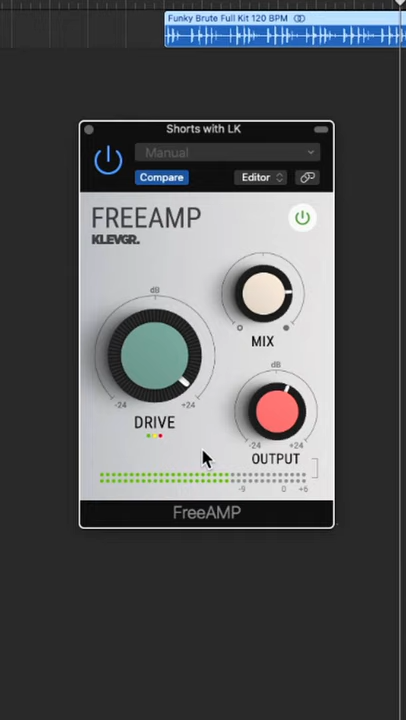 Funky Brute Full Kit 120 BPM
Shorts with LK
Manual
Compare
Editor
FREEAMP
KLEVGR.
dB
MIX
dB
-24 +24
DRIVE
-24 +24
OUTPUT
-9 0 +6
FreeAMP